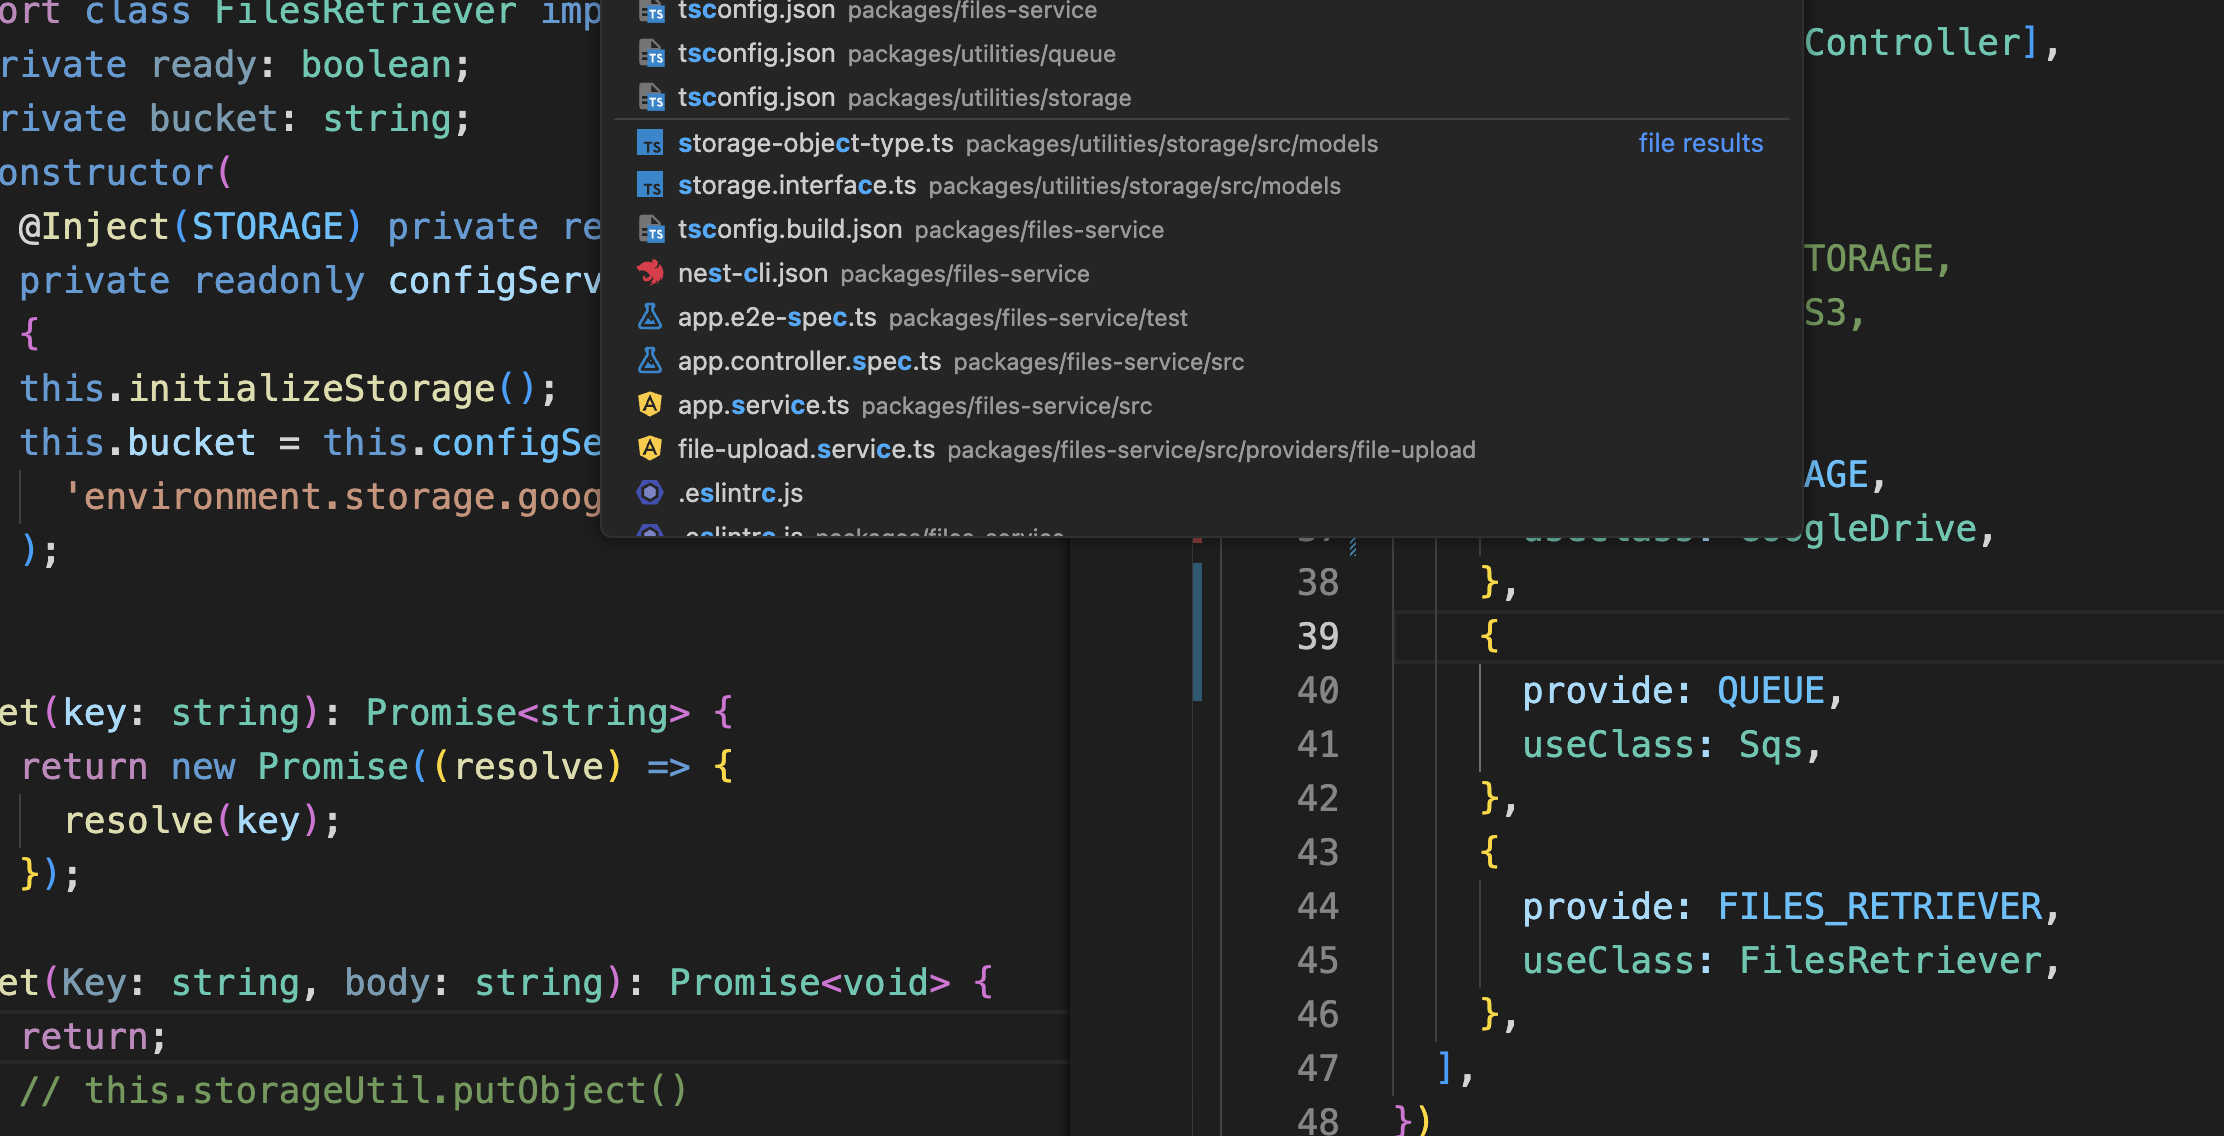 ort class FilesRetriever imp
rivate ready: boolean;
rivate bucket: string;
onstructor(
@Inject(STORAGE) private re
private readonly configServ
{
this.initializeStorage();
this.bucket = this.configSe
'environment.storage.goog
);
et(key: string): Promise<string> {
return new Promise((resolve) => {
resolve(key);
});
et(Key: string, body: string): Promise<void> {
return;
// this.storageUtil.putObject()
tsconfig.json packages/files-service
tsconfig.json packages/utilities/queue
tsconfig.json packages/utilities/storage
storage-object-type.ts packages/utilities/storage/src/models file results
storage.interface.ts packages/utilities/storage/src/models
tsconfig.build.json packages/files-service
nest-cli.json packages/files-service
app.e2e-spec.ts packages/files-service/test
app.controller.spec.ts packages/files-service/src
app.service.ts packages/files-service/src
file-upload.service.ts packages/files-service/src/providers/file-upload
.eslintrc.js
.eslintrc.js packages/files-service
Controller],
TORAGE,
S3,
AGE,
37 useClass: GoogleDrive,
38 },
39 {
40 provide: QUEUE,
41 useClass: Sqs,
42 },
43 {
44 provide: FILES_RETRIEVER,
45 useClass: FilesRetriever,
46 },
47 ],
48 })